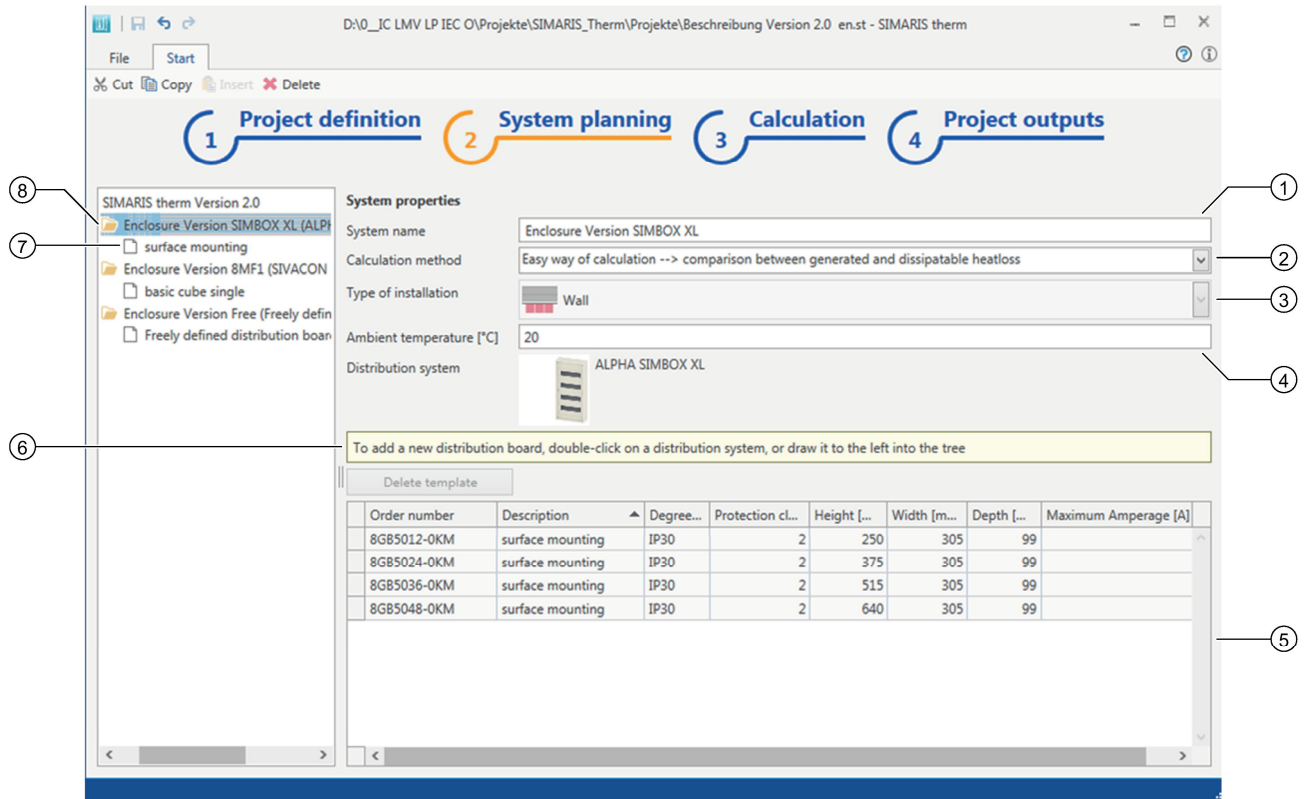 D:\0__IC LMV LP IEC O\Projekte\SIMARIS_Therm\Projekte\Beschreibung Version 2.0 en.st - SIMARIS therm
File Start
Cut Copy Insert Delete
1 Project definition 2 System planning 3 Calculation 4 Project outputs
SIMARIS therm Version 2.0
Enclosure Version SIMBOX XL (ALPH
surface mounting
Enclosure Version 8MF1 (SIVACON
basic cube single
Enclosure Version Free (Freely defin
Freely defined distribution boar
System properties
System name Enclosure Version SIMBOX XL
Calculation method Easy way of calculation --> comparison between generated and dissipatable heatloss
Type of installation Wall
Ambient temperature [°C] 20
Distribution system ALPHA SIMBOX XL
To add a new distribution board, double-click on a distribution system, or draw it to the left into the tree
Delete template
Order number Description Degree... Protection cl... Height [... Width [m... Depth [... Maximum Amperage [A]
8GB5012-0KM surface mounting IP30 2 250 305 99
8GB5024-0KM surface mounting IP30 2 375 305 99
8GB5036-0KM surface mounting IP30 2 515 305 99
8GB5048-0KM surface mounting IP30 2 640 305 99
1
2
3
4
5
6
7
8